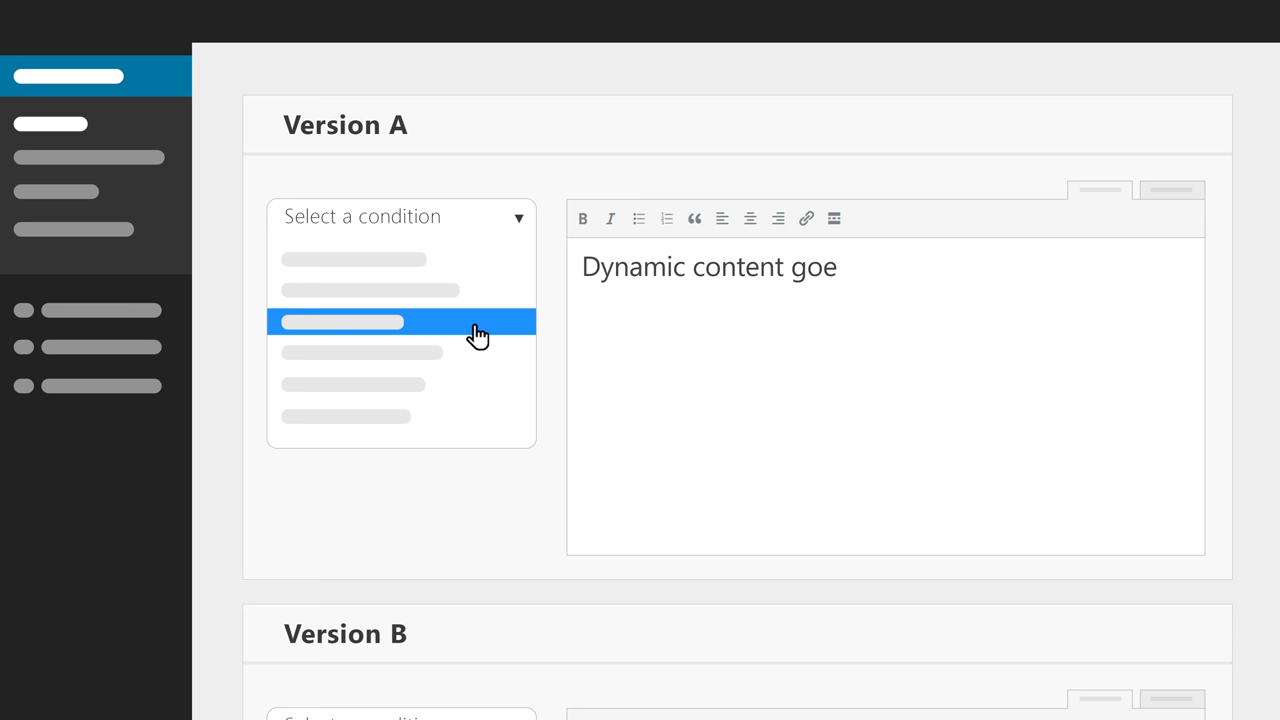 Version A
Select a condition
Dynamic content goe
Version B